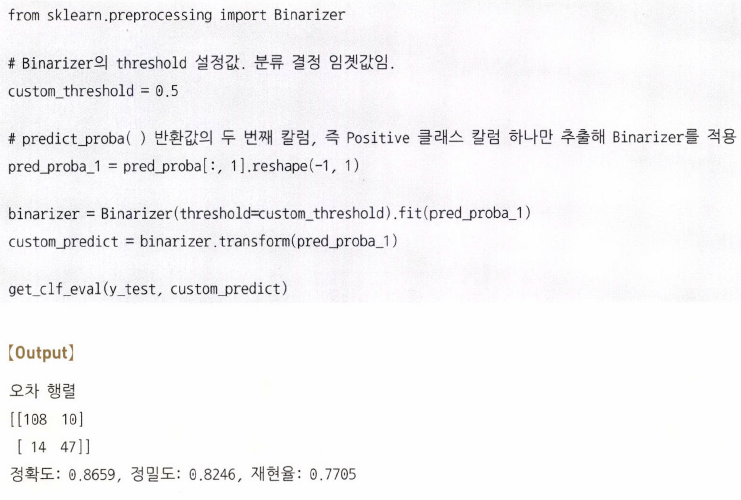 from sklearn.preprocessing import Binarizer
# Binarizer의 threshold 설정값. 분류 결정 임곗값임.
custom_threshold = 0.5
# predict_proba( ) 반환값의 두 번째 칼럼, 즉 Positive 클래스 칼럼 하나만 추출해 Binarizer를 적용
pred_proba_1 = pred_proba[:, 1].reshape(-1, 1)
binarizer = Binarizer(threshold=custom_threshold).fit(pred_proba_1)
custom_predict = binarizer.transform(pred_proba_1)
get_clf_eval(y_test, custom_predict)
【Output】
오차 행렬
[[108 10]
[ 14 47]]
정확도: 0.8659, 정밀도: 0.8246, 재현율: 0.7705